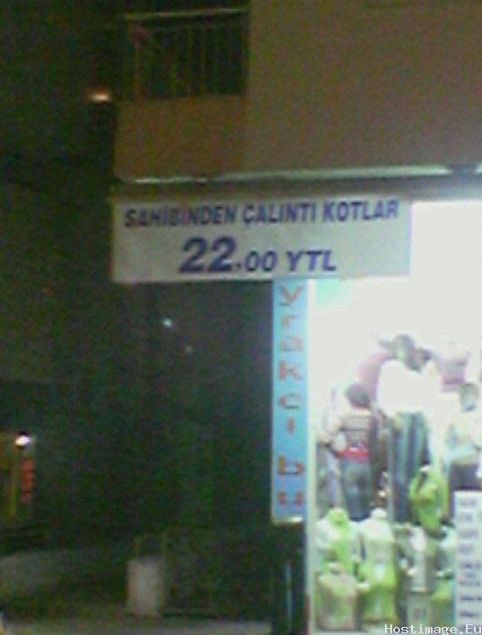 SAHİBİNDEN ÇALINTI KOTLAR
22.00 YTL
Hostimage.Eu